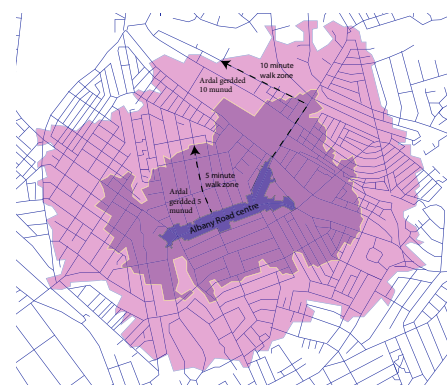 10 minute
walk zone
Ardal gerdded
10 munud
5 minute
walk zone
Ardal
gerdded 5
munud
Albany Road centre